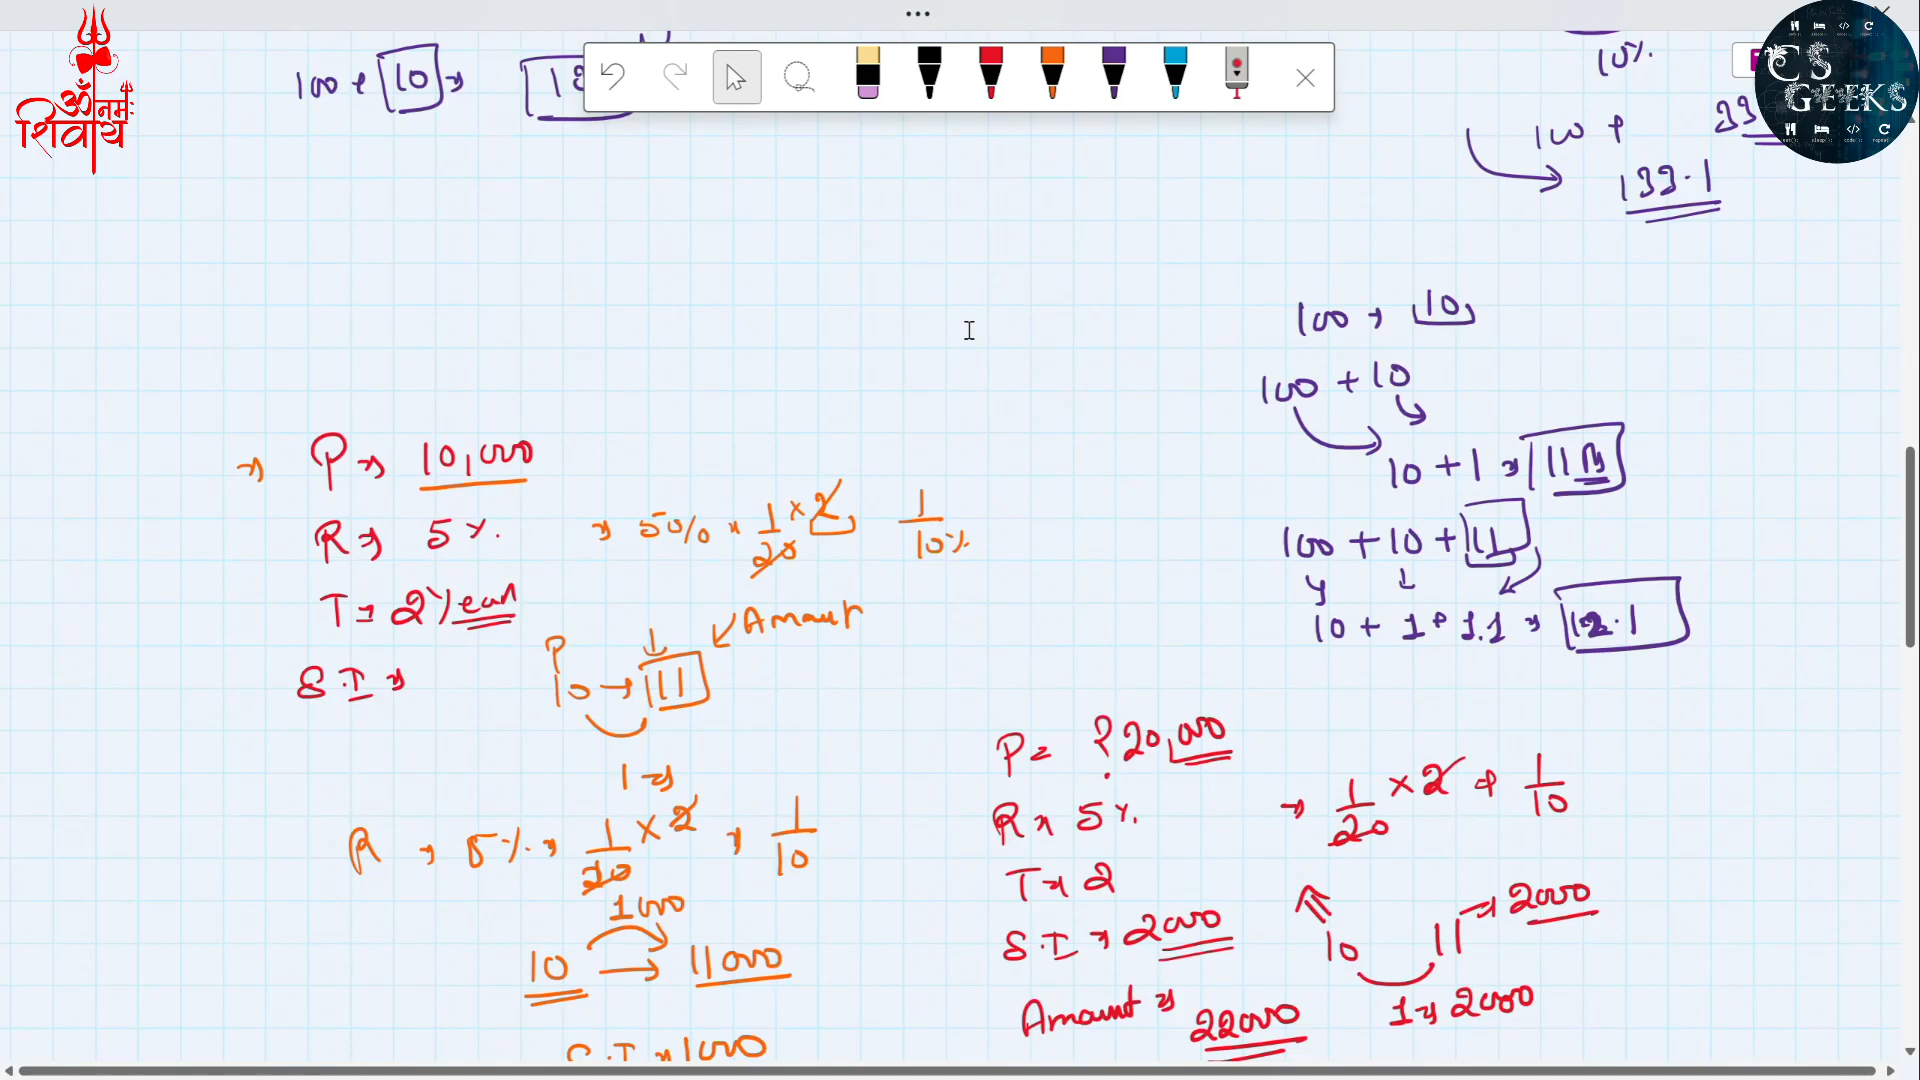 ॐ नमः
शिवाय
CS
GEEKS
100 + 10 →
10%.
100 +
133.1
100 → 10
100 + 10
10 + 1 → 11
100 + 10 + 11
10 + 1 + 1.1 → 12.1
→ P → 10,000
R → 5%.
→ 50/0 → 1/20 × 2
1/10%
T → 2 Year
S.I →
P
10 → 11
1
Amount
1 →
R → 5% → 1/20 × 2 → 1/10
1000
10 → 11000
S.I → 1000
P = ? 20,000
R → 5%.
→ 1/20 × 2 → 1/10
T → 2
S.I → 2000
10 11 → 2000
1 → 2000
Amount → 22000